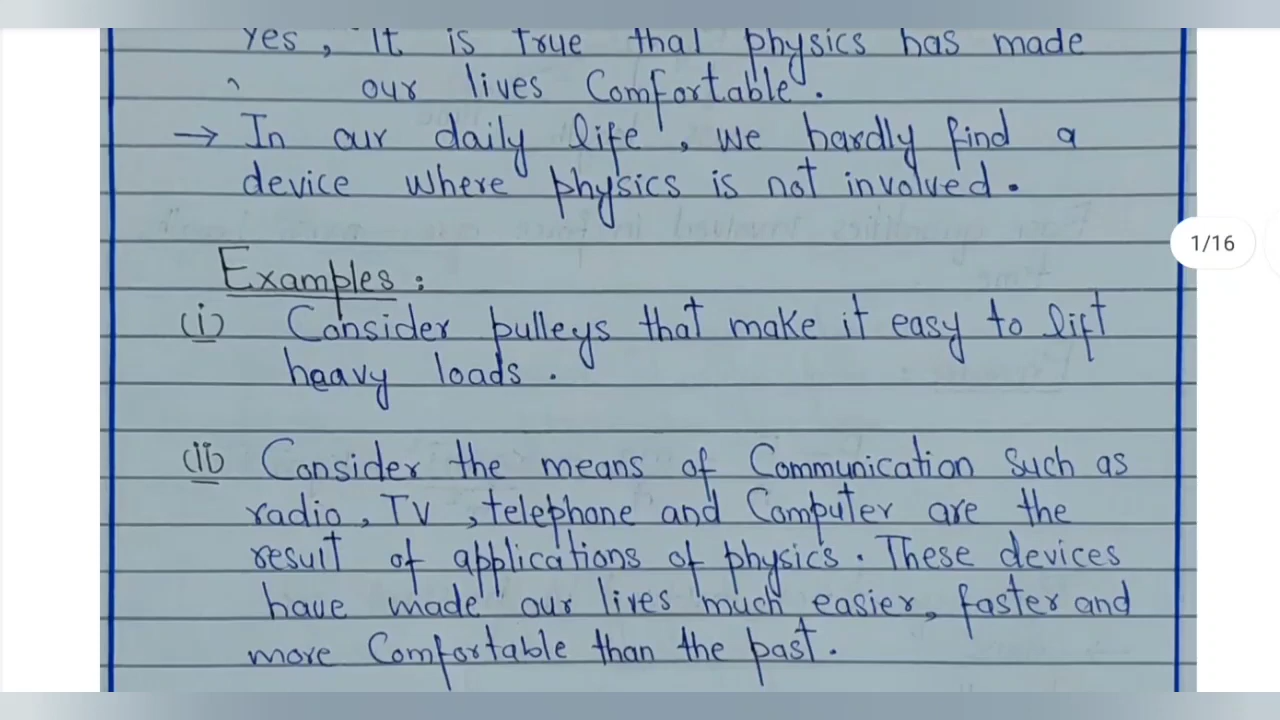 Yes, It is true that physics has made
our lives Comfortable.
→ In our daily life, we hardly find a
device where physics is not involved.
Examples:
(i) Consider pulleys that make it easy to lift
heavy loads.
(ii) Consider the means of Communication Such as
radio, TV, telephone and Computer are the
result of applications of physics. These devices
have made our lives much easier, faster and
more Comfortable than the past.
1/16